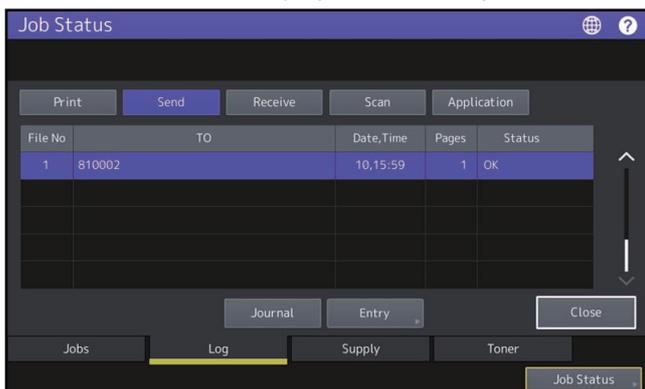 Job Status
?
Print Send Receive Scan Application
File No TO Date,Time Pages Status
1 810002 10,15:59 1 OK
Journal Entry Close
Jobs Log Supply Toner
Job Status